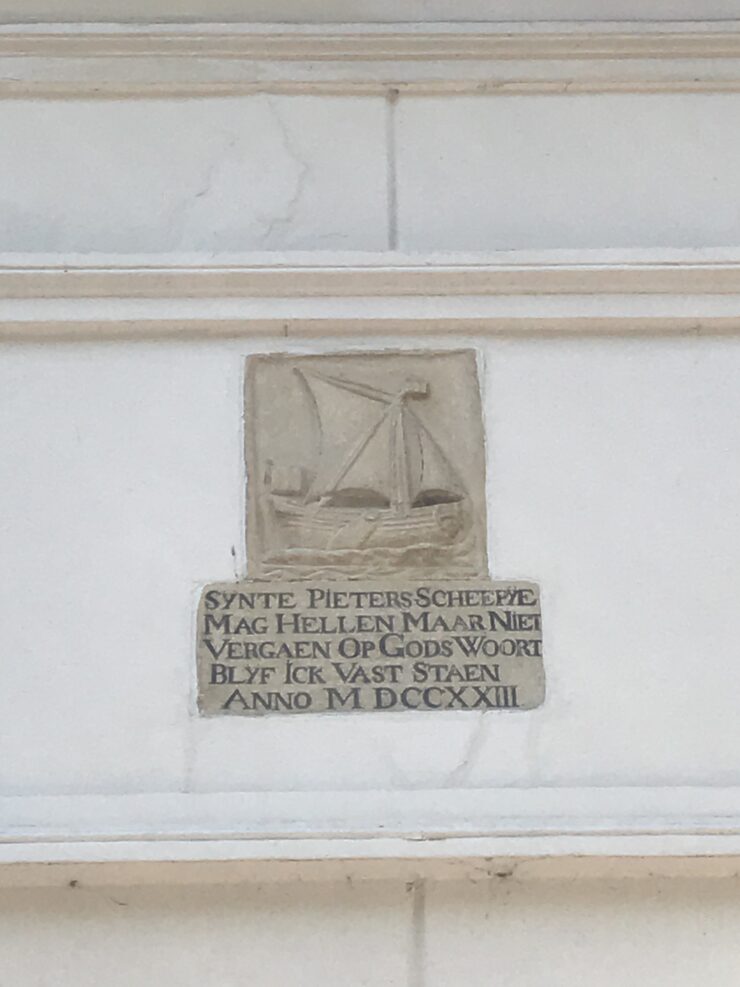 SYNTE PIETERS SCHEEPYE
MAG HELLEN MAAR NIET
VERGAEN OP GODS WOORT
BLYF ICK VAST STAEN
ANNO M DCCXXIII